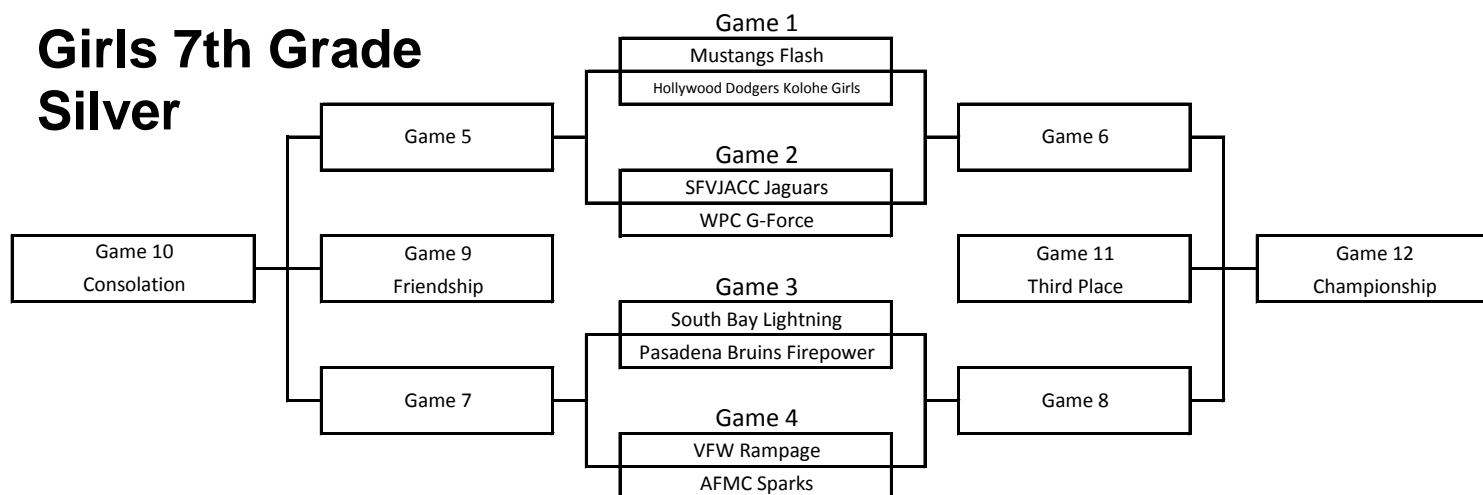 Girls 7th Grade
Silver
Game 1
Mustangs Flash
Hollywood Dodgers Kolohe Girls
Game 5
Game 6
Game 2
SFVJACC Jaguars
WPC G-Force
Game 10
Consolation
Game 9
Friendship
Game 11
Third Place
Game 12
Championship
Game 3
South Bay Lightning
Pasadena Bruins Firepower
Game 7
Game 8
Game 4
VFW Rampage
AFMC Sparks